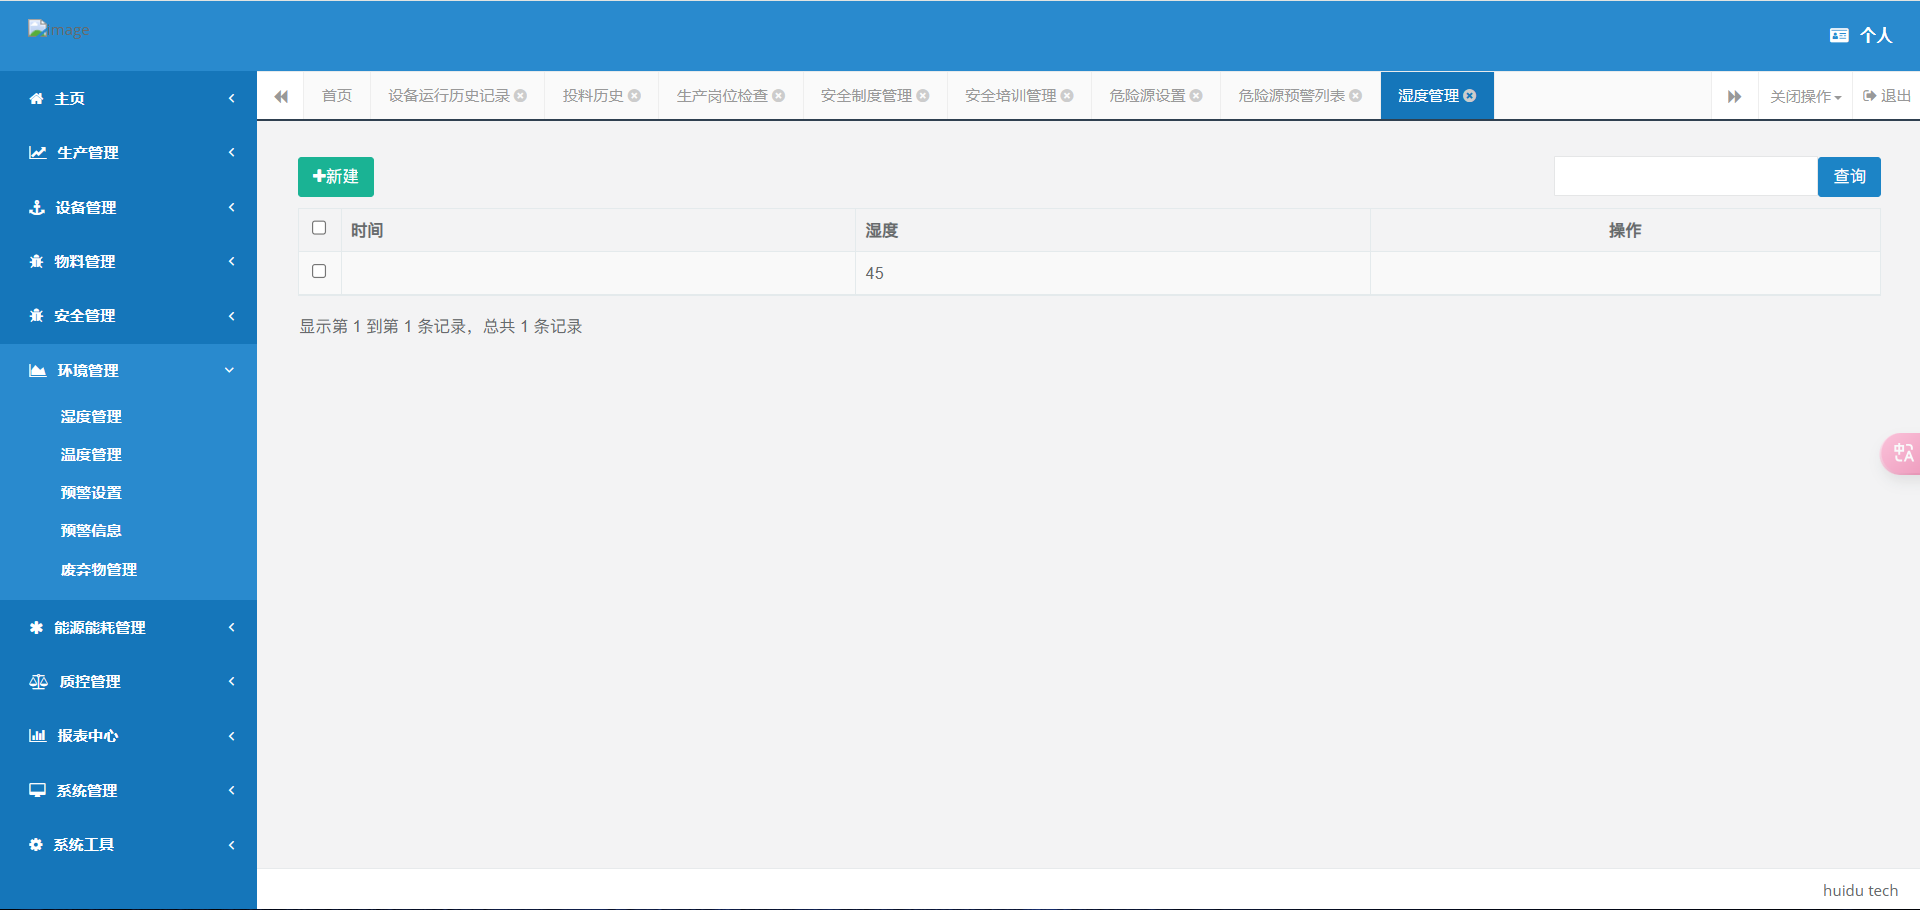 Image
个人
主页
生产管理
设备管理
物料管理
安全管理
环境管理
湿度管理
温度管理
预警设置
预警信息
废弃物管理
能源能耗管理
质控管理
报表中心
系统管理
系统工具
首页 设备运行历史记录 投料历史 生产岗位检查 安全制度管理 安全培训管理 危险源设置 危险源预警列表 湿度管理 关闭操作 退出
新建 查询
时间 湿度 操作
45
显示第 1 到第 1 条记录，总共 1 条记录
中A
huidu tech